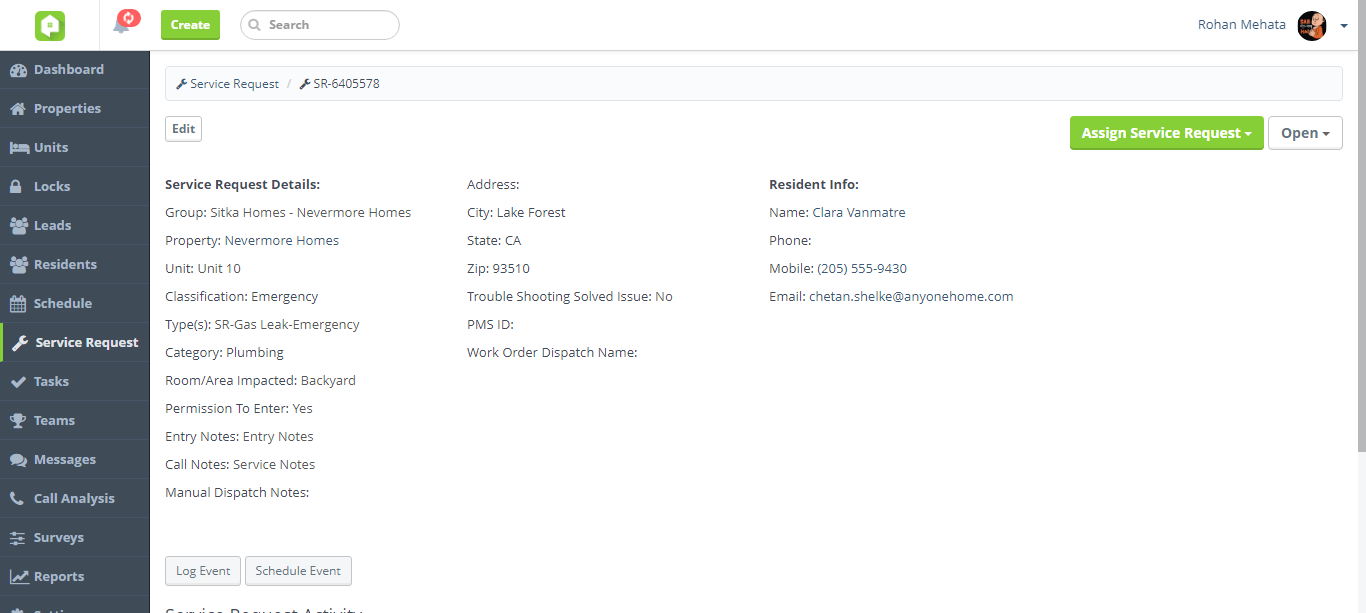 Create
Search
Rohan Mehata
Dashboard
Properties
Units
Locks
Leads
Residents
Schedule
Service Request
Tasks
Teams
Messages
Call Analysis
Surveys
Reports
Service Request / SR-6405578
Edit
Assign Service Request
Open
Service Request Details:
Group: Sitka Homes - Nevermore Homes
Property: Nevermore Homes
Unit: Unit 10
Classification: Emergency
Type(s): SR-Gas Leak-Emergency
Category: Plumbing
Room/Area Impacted: Backyard
Permission To Enter: Yes
Entry Notes: Entry Notes
Call Notes: Service Notes
Manual Dispatch Notes:
Address:
City: Lake Forest
State: CA
Zip: 93510
Trouble Shooting Solved Issue: No
PMS ID:
Work Order Dispatch Name:
Resident Info:
Name: Clara Vanmatre
Phone:
Mobile: (205) 555-9430
Email: chetan.shelke@anyonehome.com
Log Event
Schedule Event
Service Request Activity